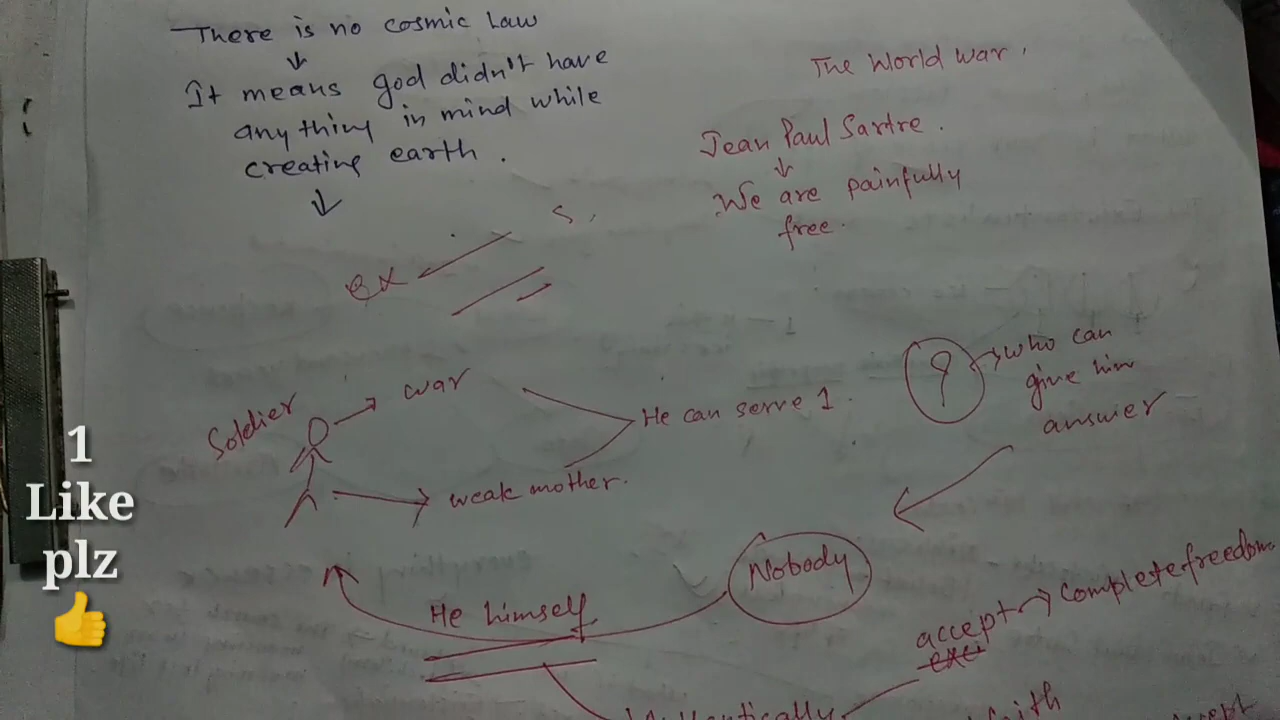 There is no cosmic Law
It means god didn't have
anything in mind while
creating earth.
The World War.
Jean Paul Sartre.
We are painfully
free.
S.
ex
Soldier
war
weak mother.
He can serve 1.
?
who can
give him
answer
Nobody
He himself
accept
complete freedom
Authentically
1
Like
plz